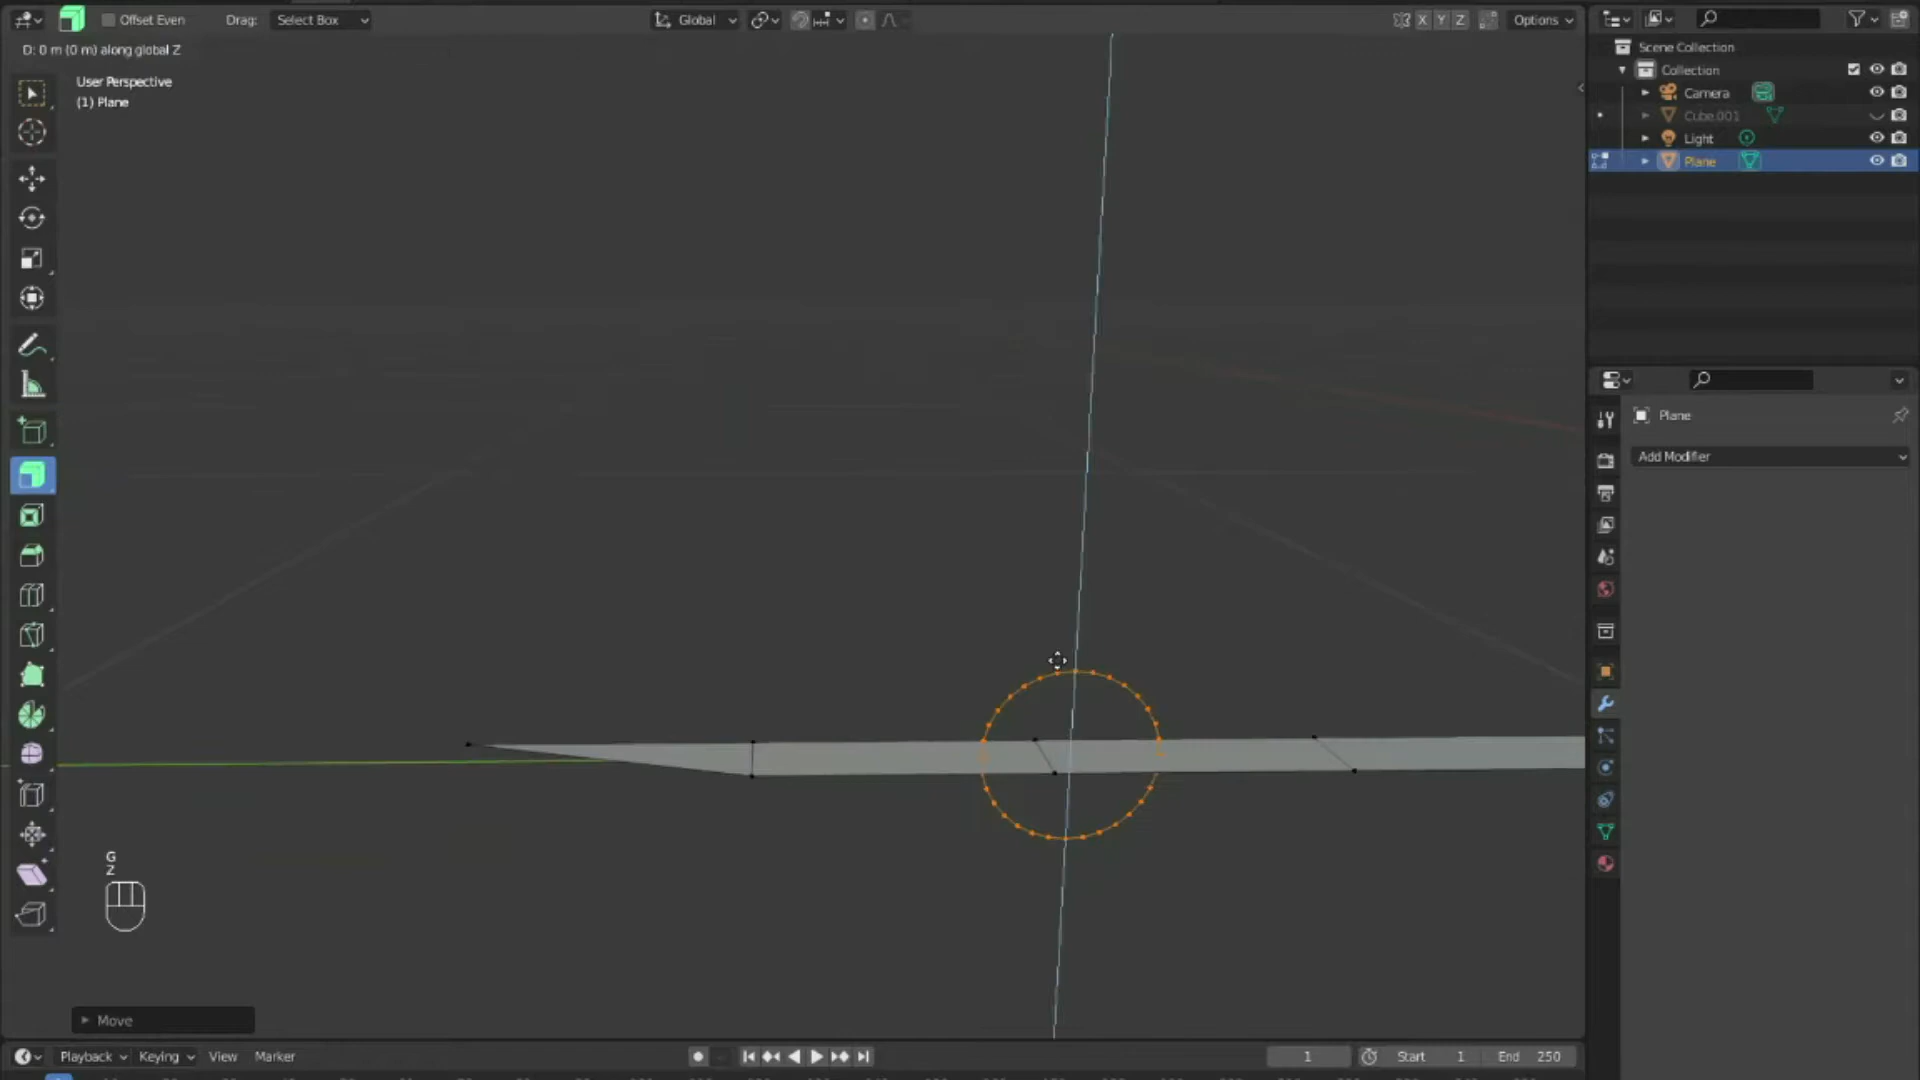 Offset Even Drag: Select Box Global X Y Z Options
D: 0 m (0 m) along global Z
User Perspective
(1) Plane
Scene Collection
Collection
Camera
Cube.001
Light
Plane
Plane
Add Modifier
G
Z
Move
Playback Keying View Marker 1 Start 1 End 250